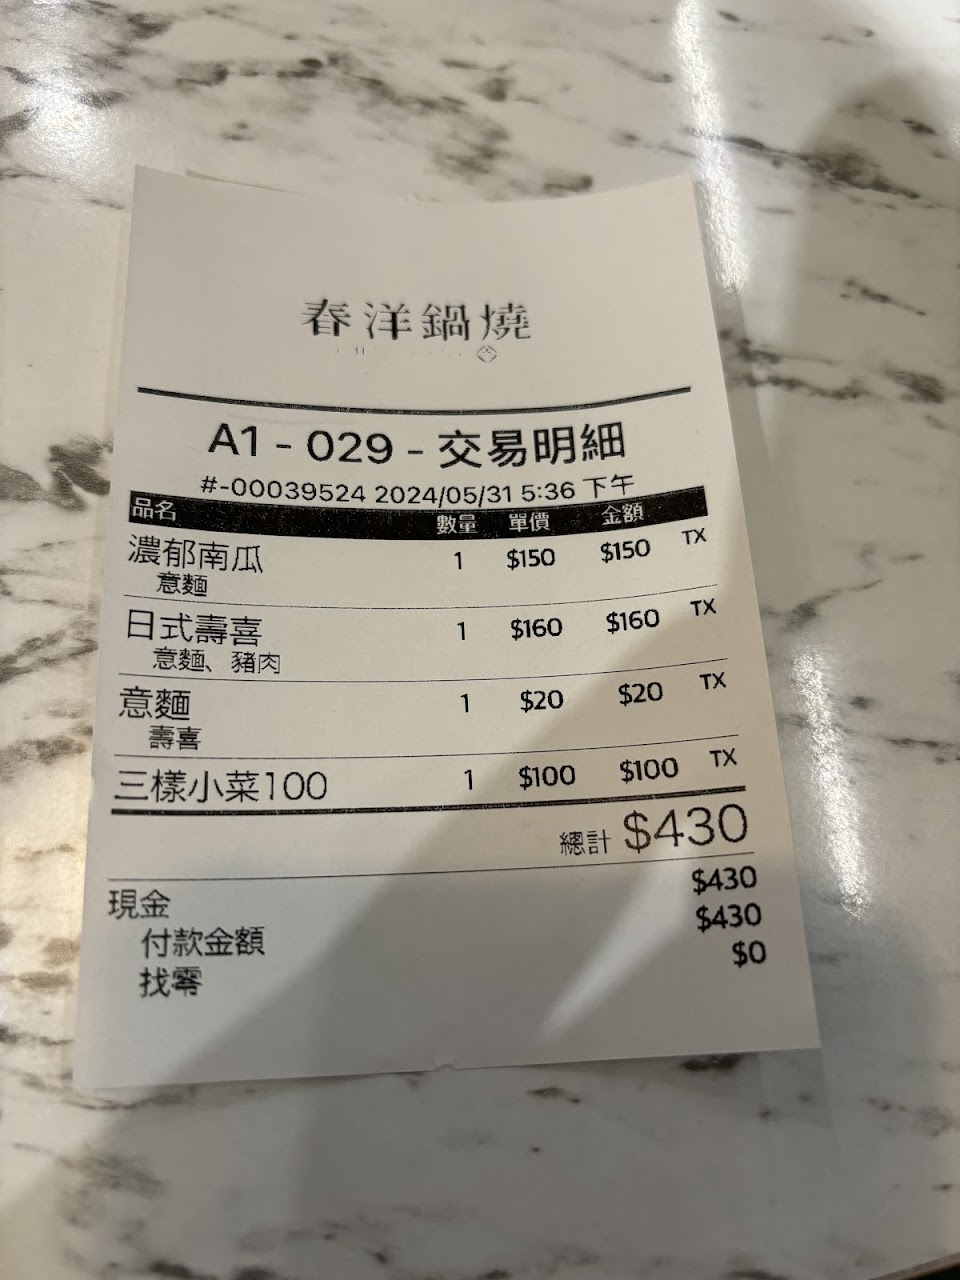 春洋鍋燒
A1 - 029 - 交易明細
#-00039524 2024/05/31 5:36 下午
品名 數量 單價 金額
濃郁南瓜 1 $150 $150 TX
意麵
日式壽喜 1 $160 $160 TX
意麵、豬肉
意麵 1 $20 $20 TX
壽喜
三樣小菜100 1 $100 $100 TX
總計 $430
現金 $430
付款金額 $430
找零 $0